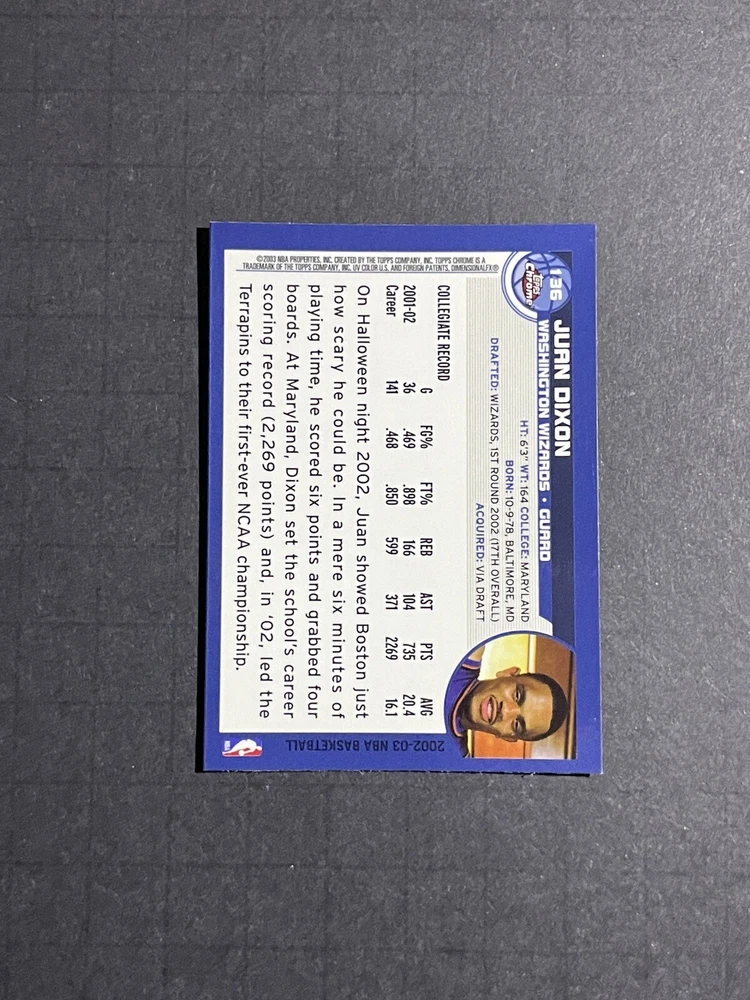 136
Topps
Chrome
JUAN DIXON
WASHINGTON WIZARDS • GUARD
HT: 6'3" WT: 164 COLLEGE: MARYLAND
BORN: 10-9-78, BALTIMORE, MD
DRAFTED: WIZARDS, 1ST ROUND 2002 (17TH OVERALL)
ACQUIRED: VIA DRAFT
COLLEGIATE RECORD
G FG% FT% REB AST PTS AVG
2001-02 36 .469 .898 166 104 735 20.4
Career 141 .468 .850 599 371 2269 16.1
On Halloween night 2002, Juan showed Boston just
how scary he could be. In a mere six minutes of
playing time, he scored six points and grabbed four
boards. At Maryland, Dixon set the school's career
scoring record (2,269 points) and, in '02, led the
Terrapins to their first-ever NCAA championship.
©2003 NBA PROPERTIES, INC. CREATED BY THE TOPPS COMPANY, INC. TOPPS CHROME IS A
TRADEMARK OF THE TOPPS COMPANY, INC. UV COLOR U.S. AND FOREIGN PATENTS, DIMENSIONALFX®
2002-03 NBA BASKETBALL
NBA